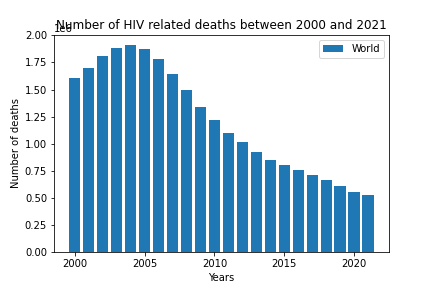 Number of HIV related deaths between 2000 and 2021
1e6
World
2.00
1.75
1.50
1.25
1.00
0.75
0.50
0.25
0.00
Number of deaths
2000 2005 2010 2015 2020
Years